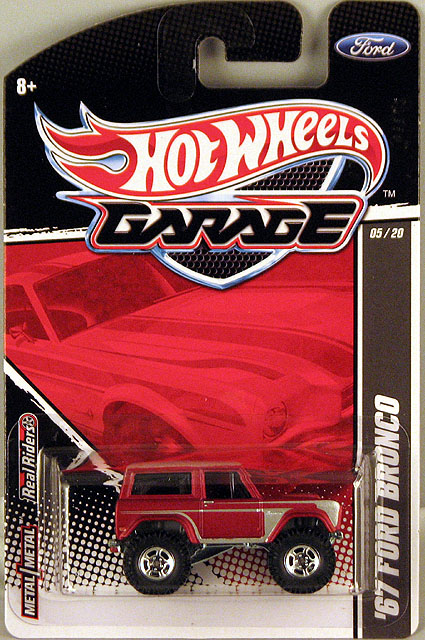 Ford
8+
HOT WHEELS
TM
GARAGE
05/20
'67 FORD BRONCO
Real Riders
METAL/METAL